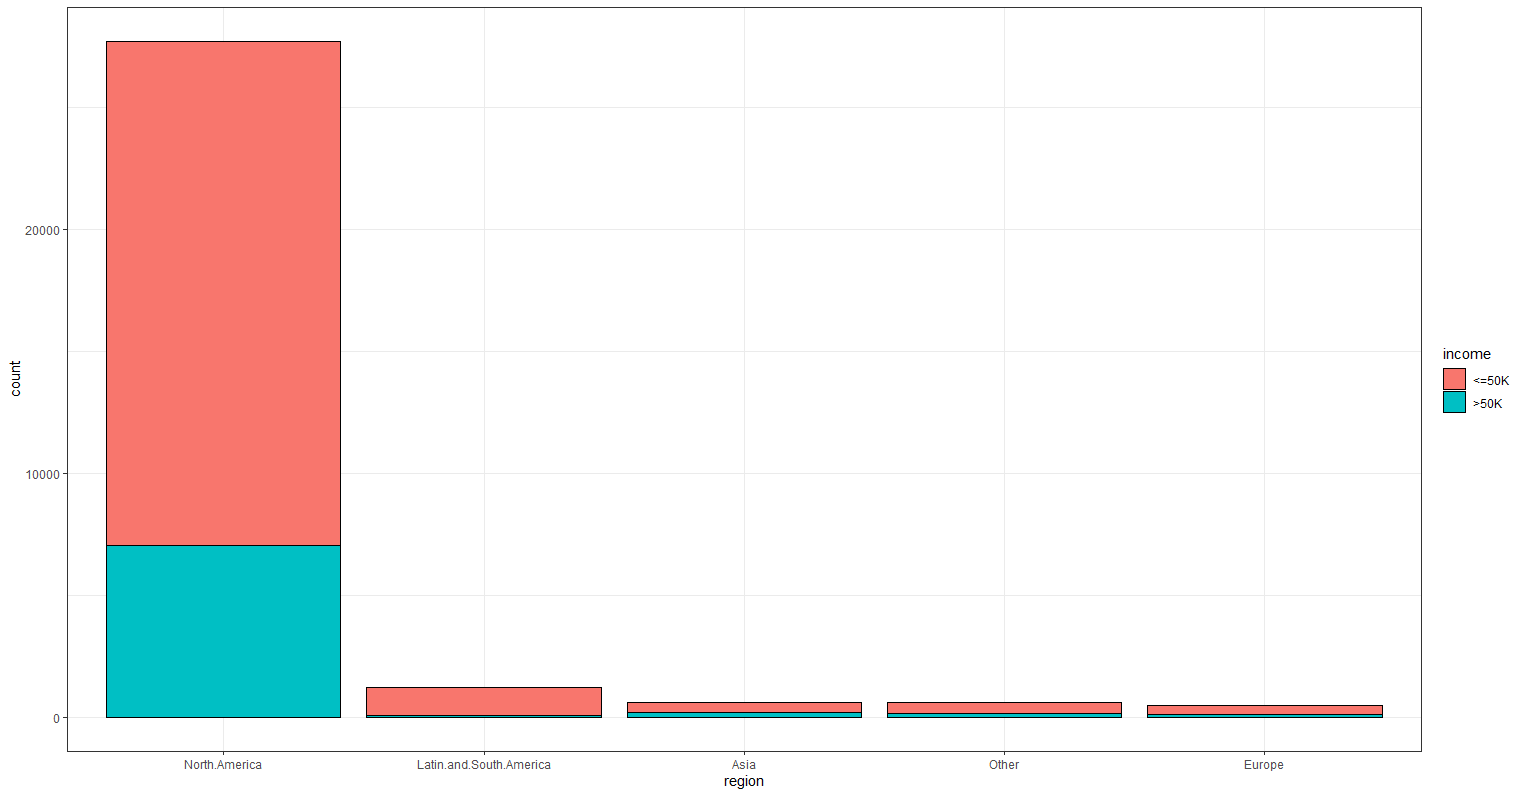 count
20000
10000
0
North.America
Latin.and.South.America
Asia
Other
Europe
region
income
<=50K
>50K